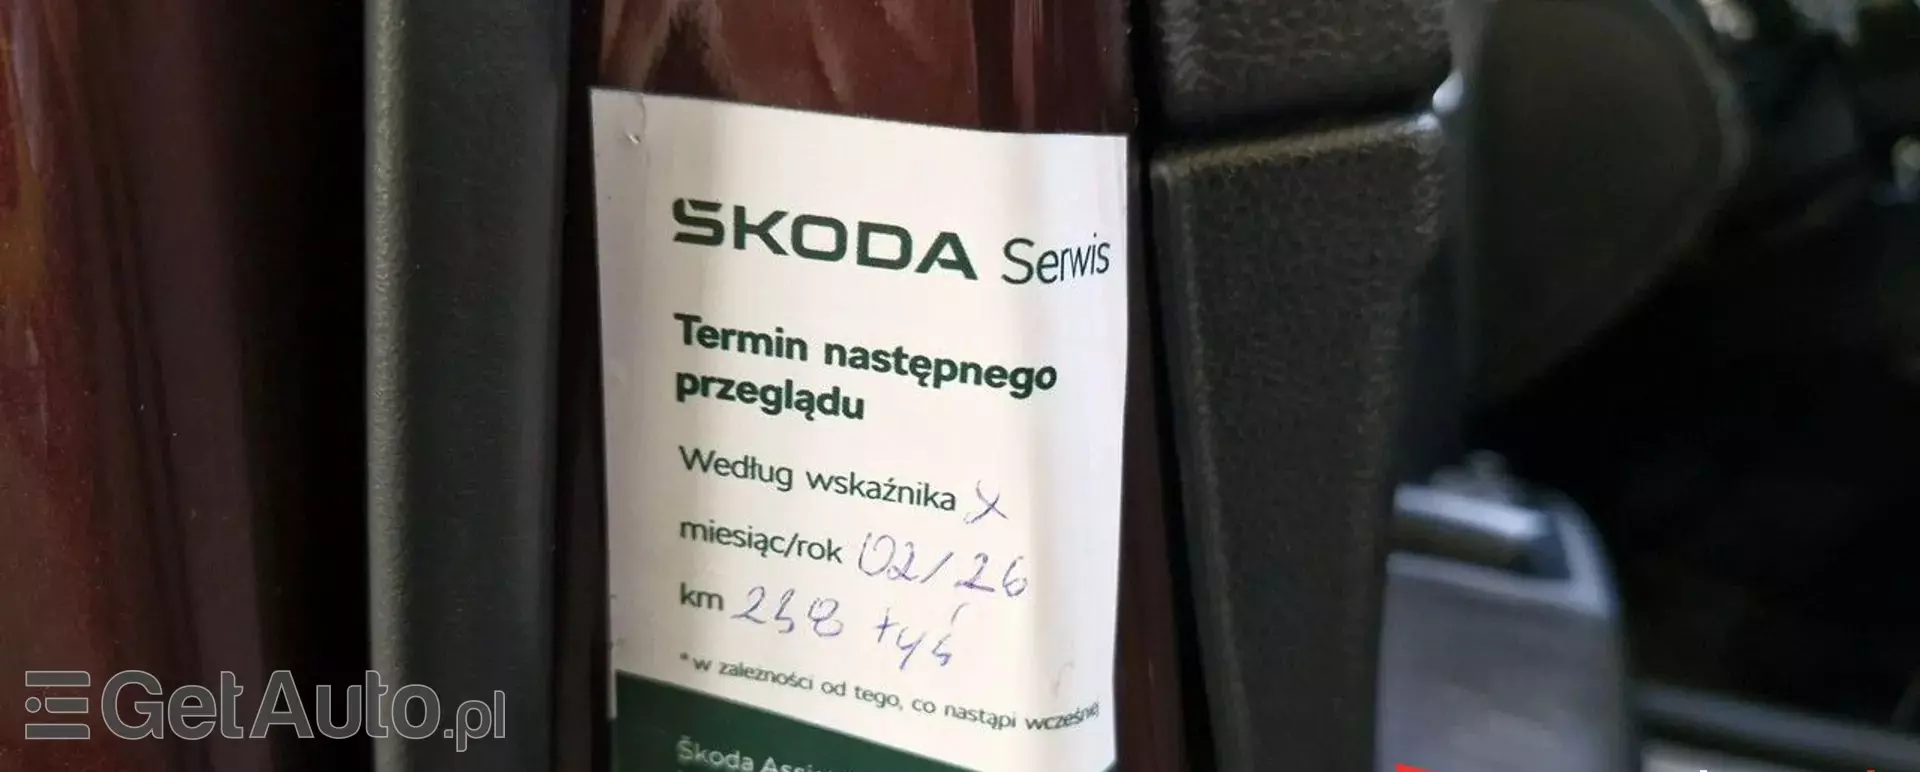 ŠKODA Serwis
Termin następnego
przeglądu
Według wskaźnika X
miesiąc/rok 02/26
km 238 tyś
*w zależności od tego, co nastąpi wcześniej
Škoda
GetAuto.pl